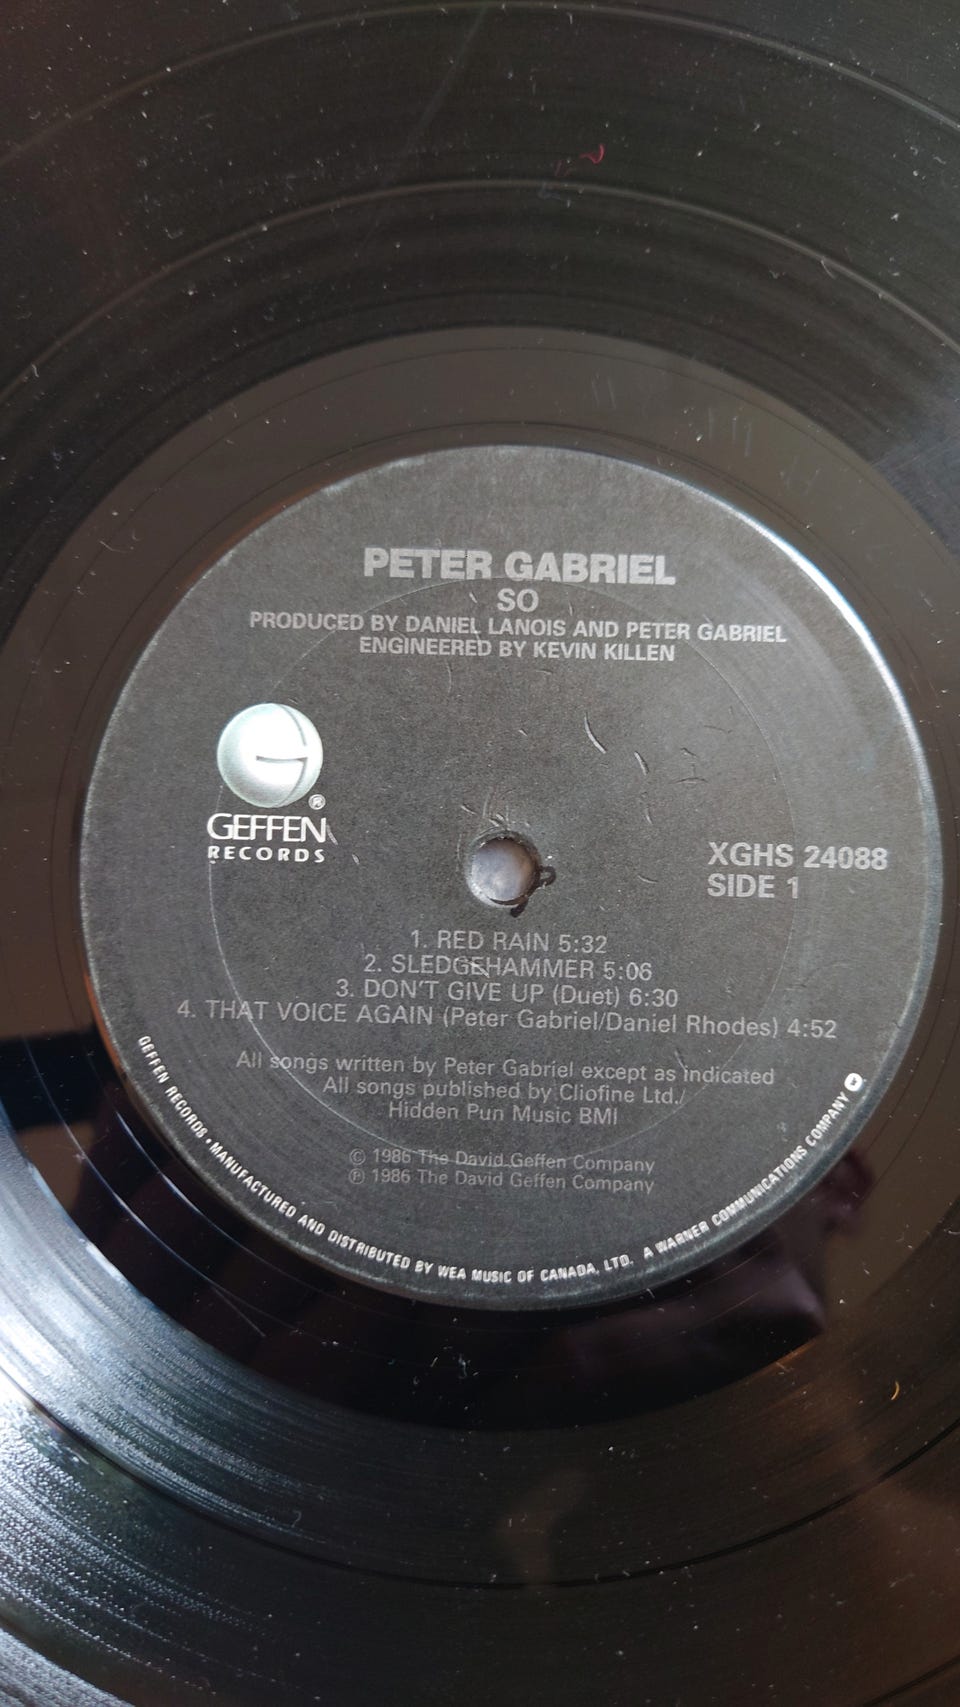 PETER GABRIEL
SO
PRODUCED BY DANIEL LANOIS AND PETER GABRIEL
ENGINEERED BY KEVIN KILLEN
G
®
GEFFEN
RECORDS
XGHS 24088
SIDE 1
1. RED RAIN 5:32
2. SLEDGEHAMMER 5:06
3. DON'T GIVE UP (Duet) 6:30
4. THAT VOICE AGAIN (Peter Gabriel/Daniel Rhodes) 4:52
All songs written by Peter Gabriel except as indicated
All songs published by Cliofine Ltd./
Hidden Pun Music BMI
© 1986 The David Geffen Company
℗ 1986 The David Geffen Company
GEFFEN RECORDS • MANUFACTURED AND DISTRIBUTED BY WEA MUSIC OF CANADA, LTD. A WARNER COMMUNICATIONS COMPANY